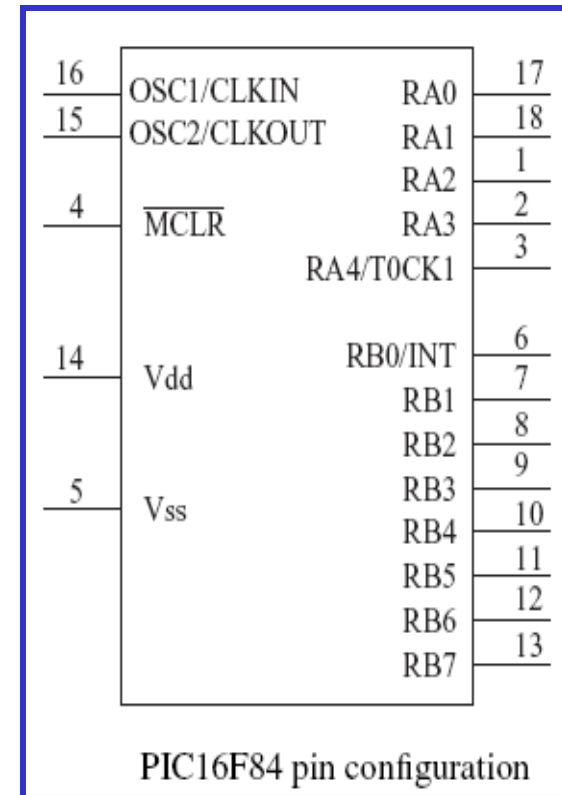 16 OSC1/CLKIN RA0 17
15 OSC2/CLKOUT RA1 18
RA2 1
4 MCLR RA3 2
RA4/T0CK1 3
RB0/INT 6
14 Vdd RB1 7
RB2 8
5 Vss RB3 9
RB4 10
RB5 11
RB6 12
RB7 13
PIC16F84 pin configuration